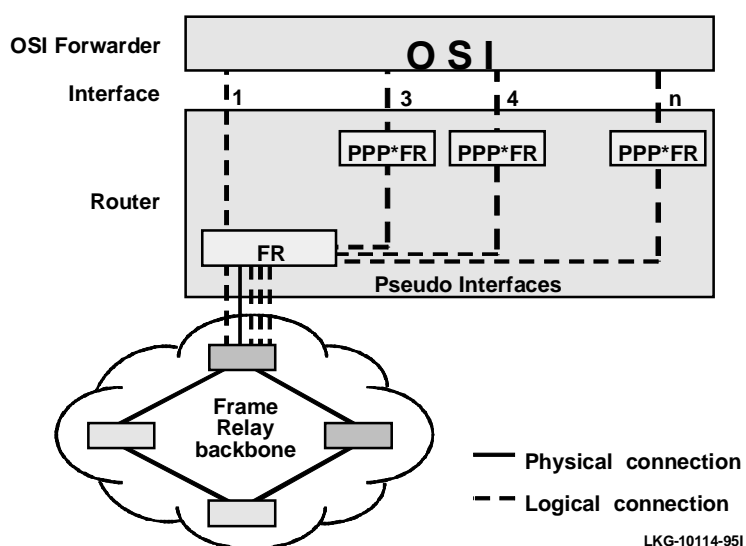 OSI Forwarder
O S I
Interface
1
3
4
n
PPP*FR
PPP*FR
PPP*FR
Router
FR
Pseudo Interfaces
Frame
Relay
backbone
Physical connection
Logical connection
LKG-10114-95I